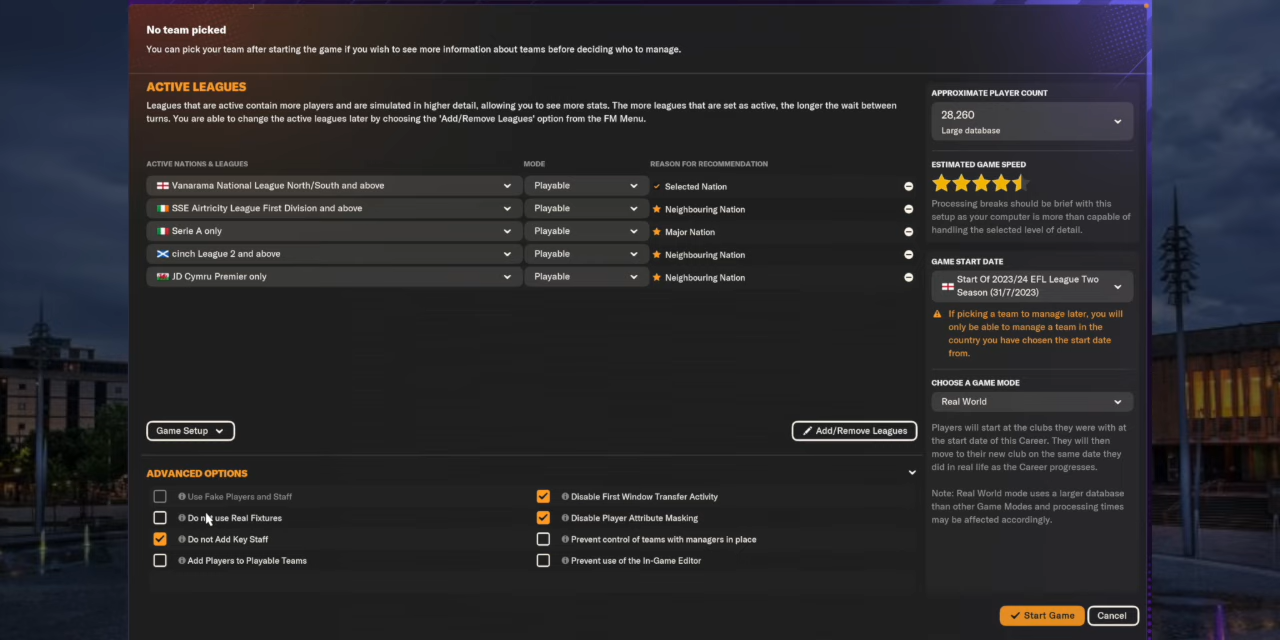 No team picked
You can pick your team after starting the game if you wish to see more information about teams before deciding who to manage.
ACTIVE LEAGUES
Leagues that are active contain more players and are simulated in higher detail, allowing you to see more stats. The more leagues that are set as active, the longer the wait between
turns. You are able to change the active leagues later by choosing the 'Add/Remove Leagues' option from the FM Menu.
ACTIVE NATIONS & LEAGUES MODE REASON FOR RECOMMENDATION
Vanarama National League North/South and above Playable Selected Nation
SSE Airtricity League First Division and above Playable Neighbouring Nation
Serie A only Playable Major Nation
cinch League 2 and above Playable Neighbouring Nation
JD Cymru Premier only Playable Neighbouring Nation
Game Setup
Add/Remove Leagues
ADVANCED OPTIONS
Use Fake Players and Staff
Disable First Window Transfer Activity
use Real Fixtures
Disable Player Attribute Masking
Do not Add Key Staff
Prevent control of teams with managers in place
Add Players to Playable Teams
Prevent use of the In-Game Editor
APPROXIMATE PLAYER COUNT
28,260
Large database
ESTIMATED GAME SPEED
Processing breaks should be brief with this
setup as your computer is more than capable of
handling the selected level of detail.
GAME START DATE
Start Of 2023/24 EFL League Two
Season (31/7/2023)
If picking a team to manage later, you will
only be able to manage a team in the
country you have chosen the start date
from.
CHOOSE A GAME MODE
Real World
Players will start at the clubs they were with at
the start date of this Career. They will then
move to their new club on the same date they
did in real life as the Career progresses.
Note: Real World mode uses a larger database
than other Game Modes and processing times
may be affected accordingly.
Start Game
Cancel